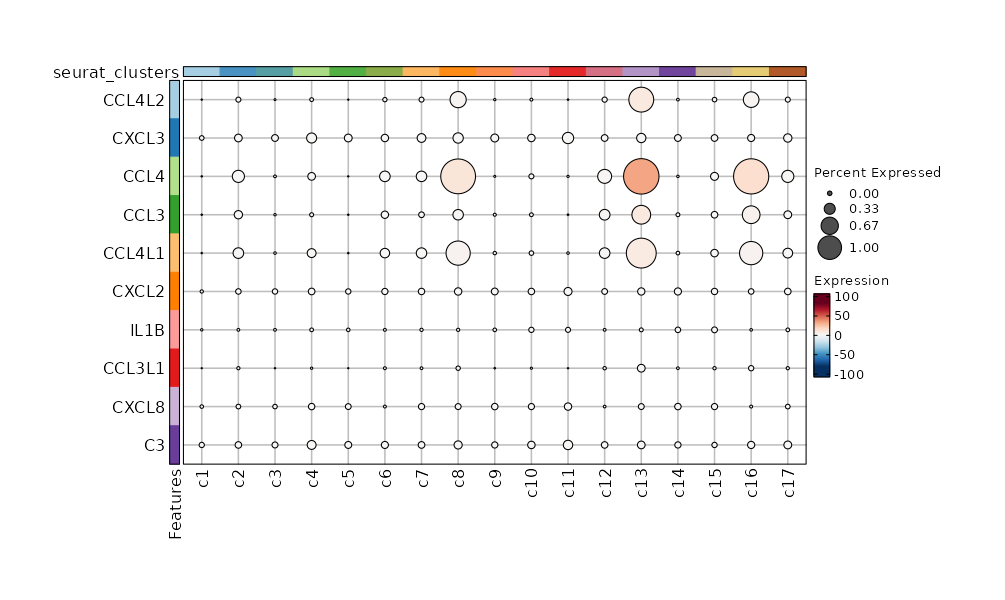 seurat_clusters
CCL4L2
CXCL3
CCL4
CCL3
CCL4L1
CXCL2
IL1B
CCL3L1
CXCL8
C3
Features
c1 c2 c3 c4 c5 c6 c7 c8 c9 c10 c11 c12 c13 c14 c15 c16 c17
Percent Expressed
0.00
0.33
0.67
1.00
Expression
100
50
0
-50
-100